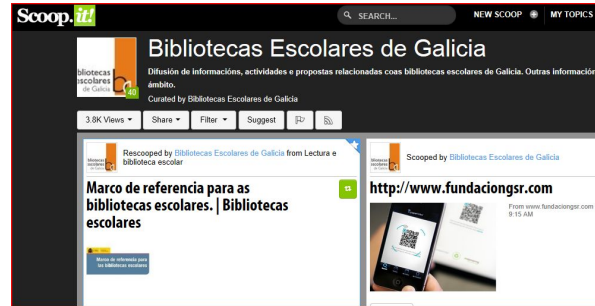 Scoop.it!
SEARCH...
NEW SCOOP
MY TOPICS
bliotecas
scolares
de Galicia
40
Bibliotecas Escolares de Galicia
Difusión de informacións, actividades e propostas relacionadas coas bibliotecas escolares de Galicia. Outras información
ámbito.
Curated by Bibliotecas Escolares de Galicia
3.8K Views
Share
Filter
Suggest
Rescooped by Bibliotecas Escolares de Galicia from Lectura e
biblioteca escolar
Marco de referencia para as
bibliotecas escolares. | Bibliotecas
escolares
Marco de referencia para
las bibliotecas escolares
Scooped by Bibliotecas Escolares de Galicia
http://www.fundaciongsr.com
From www.fundaciongsr.com
9:15 AM